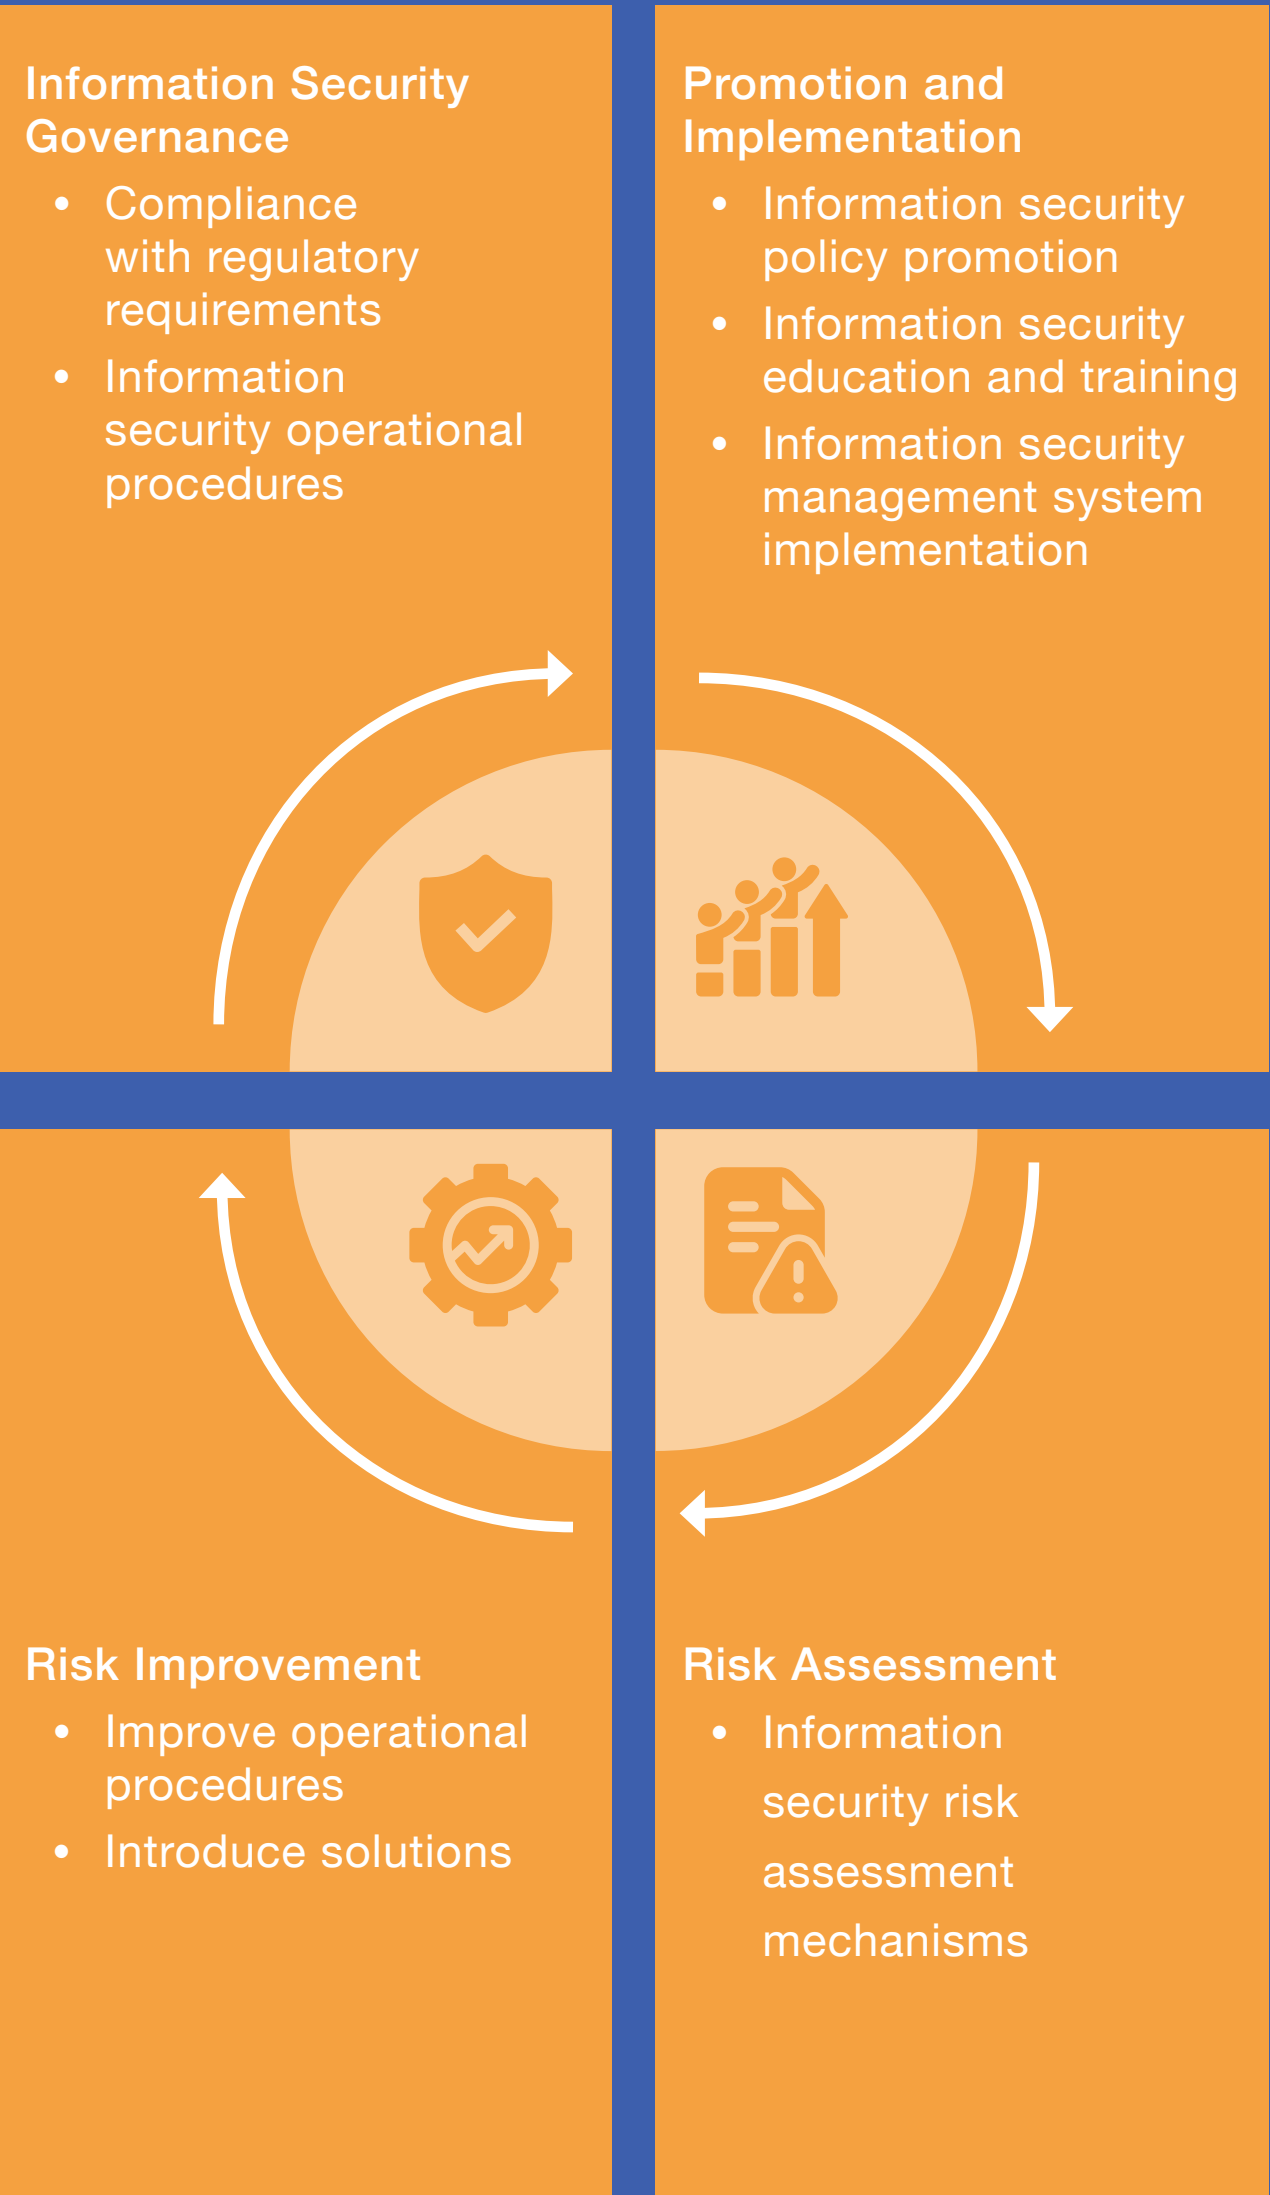 Information Security
Governance
• Compliance
with regulatory
requirements
• Information
security operational
procedures
Promotion and
Implementation
• Information security
policy promotion
• Information security
education and training
• Information security
management system
implementation
Risk Improvement
• Improve operational
procedures
• Introduce solutions
Risk Assessment
• Information
security risk
assessment
mechanisms